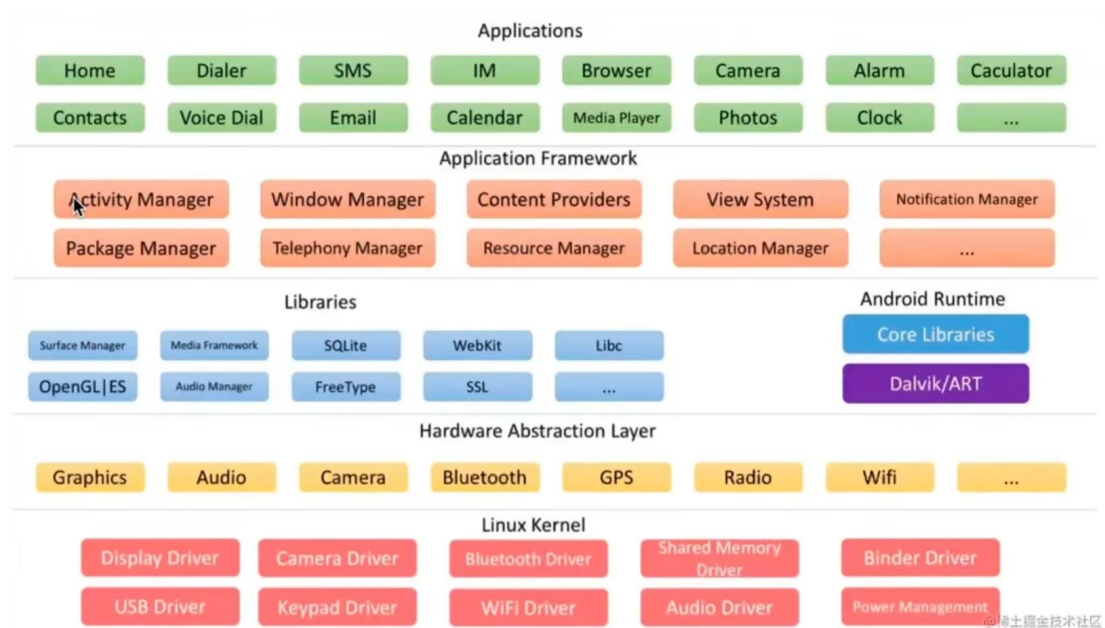 Applications
Home Dialer SMS IM Browser Camera Alarm Caculator
Contacts Voice Dial Email Calendar Media Player Photos Clock ...
Application Framework
Activity Manager Window Manager Content Providers View System Notification Manager
Package Manager Telephony Manager Resource Manager Location Manager ...
Libraries Android Runtime
Surface Manager Media Framework SQLite WebKit Libc Core Libraries
OpenGL|ES Audio Manager FreeType SSL ... Dalvik/ART
Hardware Abstraction Layer
Graphics Audio Camera Bluetooth GPS Radio Wifi ...
Linux Kernel
Display Driver Camera Driver Bluetooth Driver Shared Memory Driver Binder Driver
USB Driver Keypad Driver WiFi Driver Audio Driver Power Management
@稀土掘金技术社区